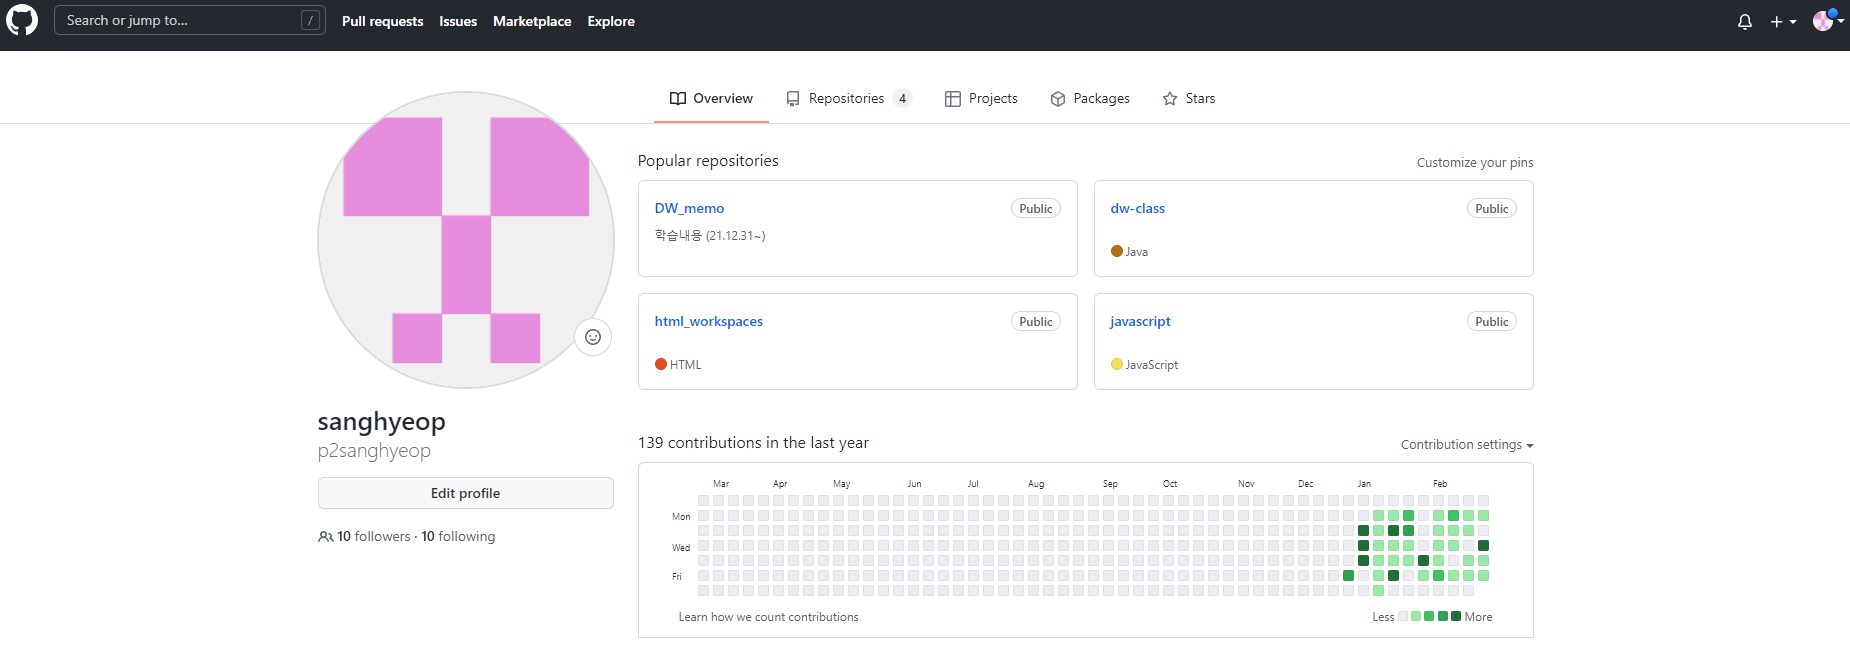 Search or jump to... /
Pull requests Issues Marketplace Explore
Overview Repositories 4 Projects Packages Stars
Popular repositories Customize your pins
DW_memo Public
학습내용 (21.12.31~)
dw-class Public
Java
html_workspaces Public
HTML
javascript Public
JavaScript
sanghyeop
p2sanghyeop
Edit profile
10 followers · 10 following
139 contributions in the last year Contribution settings
Mar Apr May Jun Jul Aug Sep Oct Nov Dec Jan Feb
Mon
Wed
Fri
Learn how we count contributions Less More